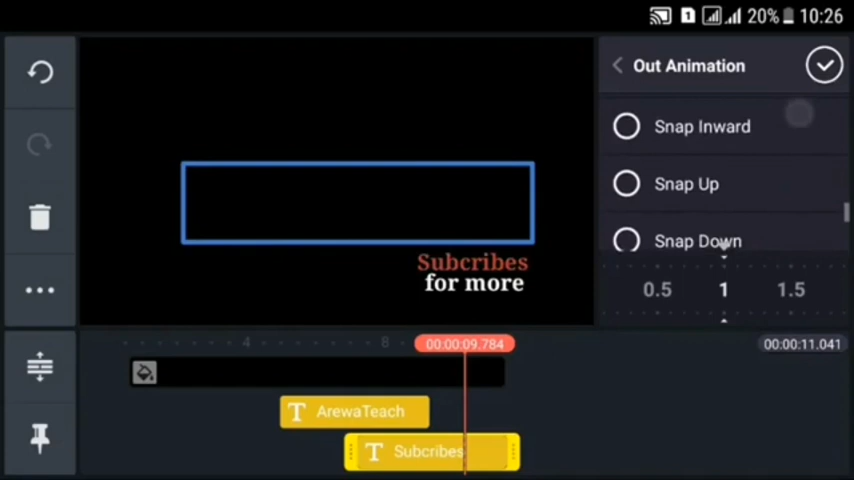 1 20% 10:26
Out Animation
Snap Inward
Snap Up
Snap Down
0.5 1 1.5
Subcribes
for more
4 8 00:00:09.784 00:00:11.041
T ArewaTeach
T Subcribes